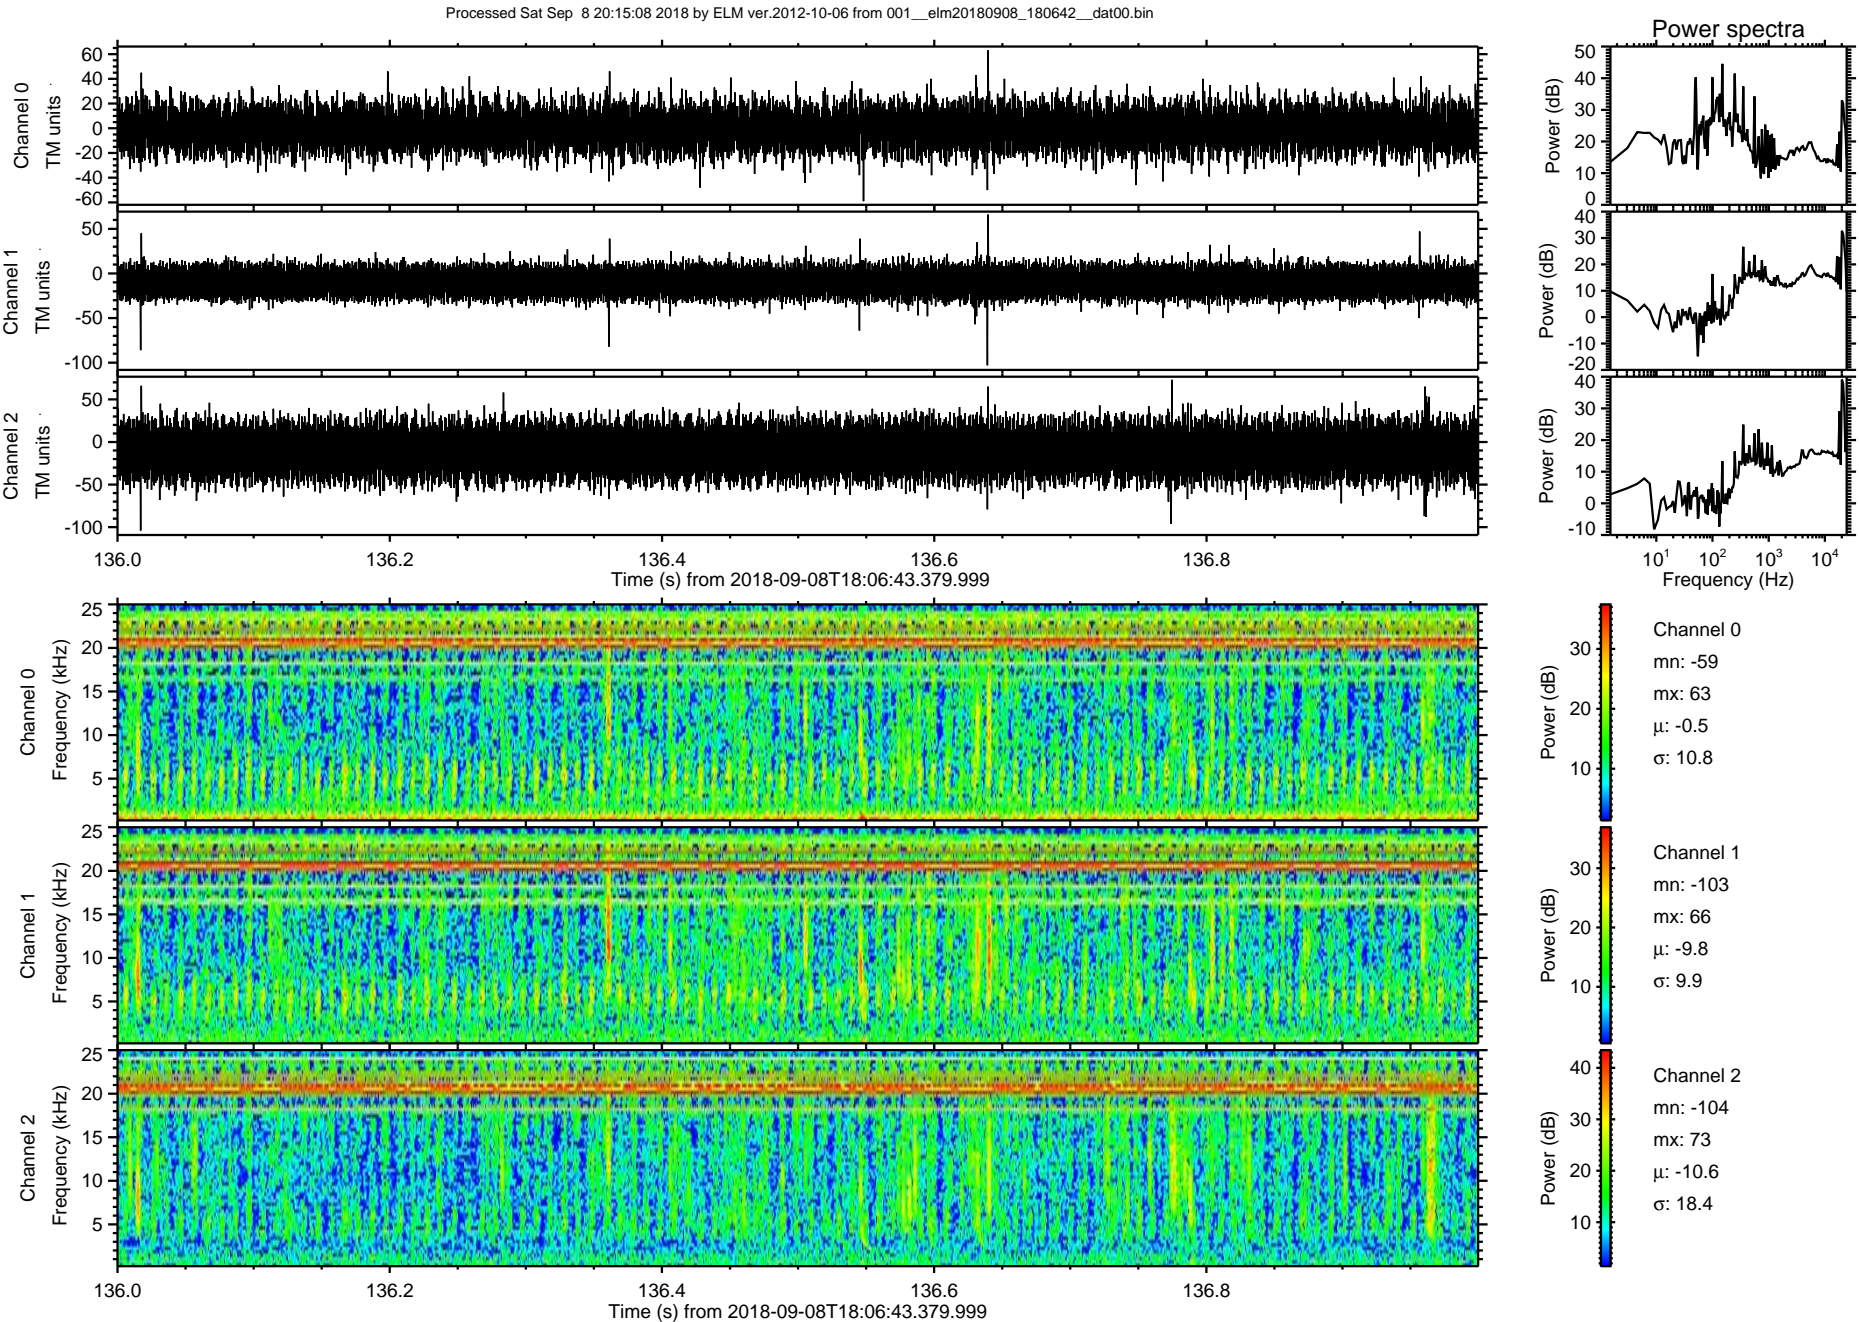 Processed Sat Sep  8 20:15:08 2018 by ELM ver.2012-10-06 from 001__elm20180908_180642__dat00.bin
Power spectra
Channel 0
TM units
60
40
20
0
-20
-40
-60
Power (dB)
50
40
30
20
10
0
Channel 1
TM units
50
0
-50
-100
Power (dB)
40
30
20
10
0
-10
-20
Channel 2
TM units
50
0
-50
-100
Power (dB)
40
30
20
10
0
-10
136.0 136.2 136.4 136.6 136.8
Time (s) from 2018-09-08T18:06:43.379.999
10¹ 10² 10³ 10⁴
Frequency (Hz)
Channel 0
Frequency (kHz)
25
20
15
10
5
Power (dB)
30
20
10
Channel 0
mn: -59
mx: 63
μ: -0.5
σ: 10.8
Channel 1
Frequency (kHz)
25
20
15
10
5
Power (dB)
30
20
10
Channel 1
mn: -103
mx: 66
μ: -9.8
σ: 9.9
Channel 2
Frequency (kHz)
25
20
15
10
5
Power (dB)
40
30
20
10
Channel 2
mn: -104
mx: 73
μ: -10.6
σ: 18.4
136.0 136.2 136.4 136.6 136.8
Time (s) from 2018-09-08T18:06:43.379.999